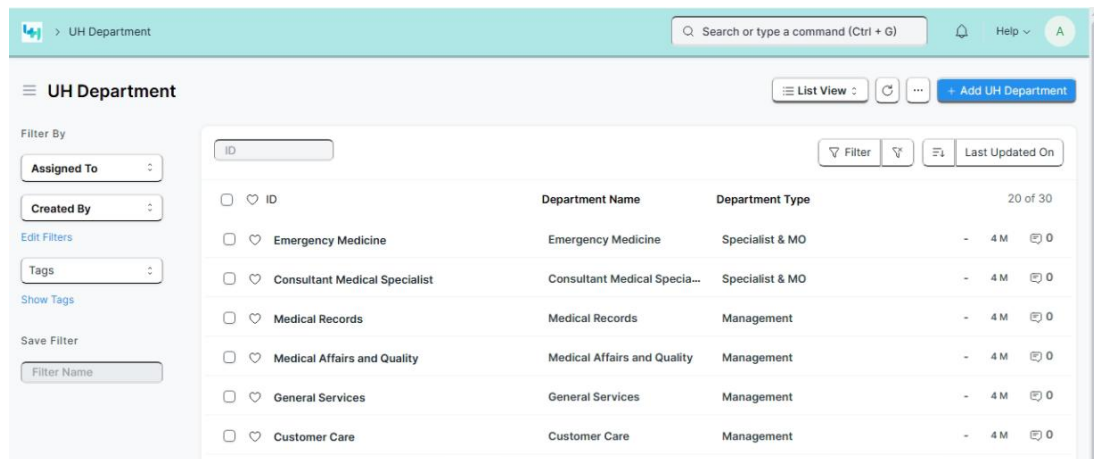 UH Department
Search or type a command (Ctrl + G)
Help
A
UH Department
List View
+ Add UH Department
Filter By
Assigned To
Created By
Edit Filters
Tags
Show Tags
Save Filter
Filter Name
ID
Filter
Last Updated On
ID Department Name Department Type 20 of 30
Emergency Medicine Emergency Medicine Specialist & MO - 4 M 0
Consultant Medical Specialist Consultant Medical Specia... Specialist & MO - 4 M 0
Medical Records Medical Records Management - 4 M 0
Medical Affairs and Quality Medical Affairs and Quality Management - 4 M 0
General Services General Services Management - 4 M 0
Customer Care Customer Care Management - 4 M 0